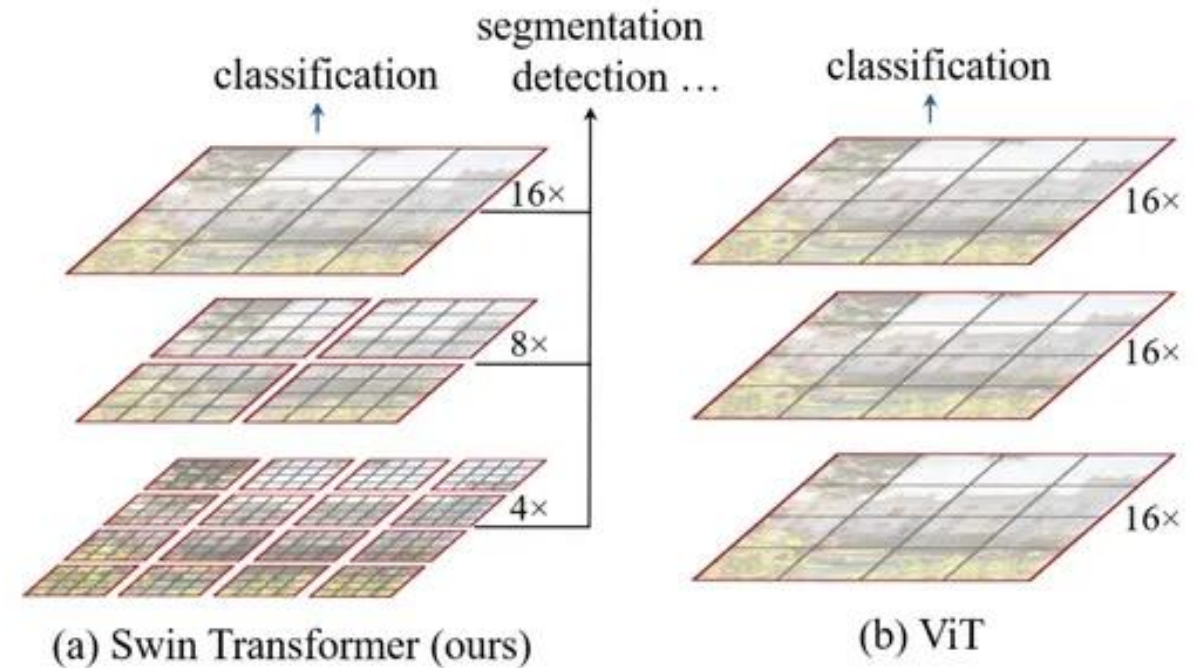 segmentation
detection ...
classification
16×
8×
4×
(a) Swin Transformer (ours)
classification
16×
16×
16×
(b) ViT